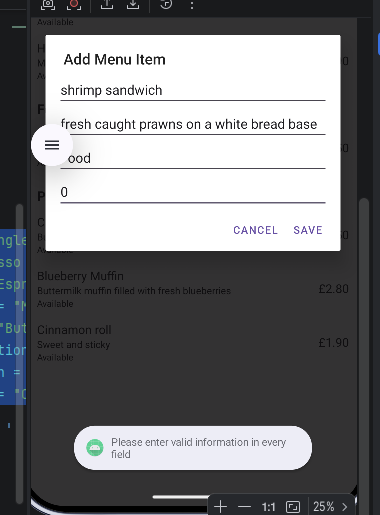 Available
Add Menu Item
shrimp sandwich
fresh caught prawns on a white bread base
ood
0
CANCEL
SAVE
Blueberry Muffin
£2.80
Buttermilk muffin filled with fresh blueberries
Available
Cinnamon roll
£1.90
Sweet and sticky
Available
Please enter valid information in every
field
1:1
25%